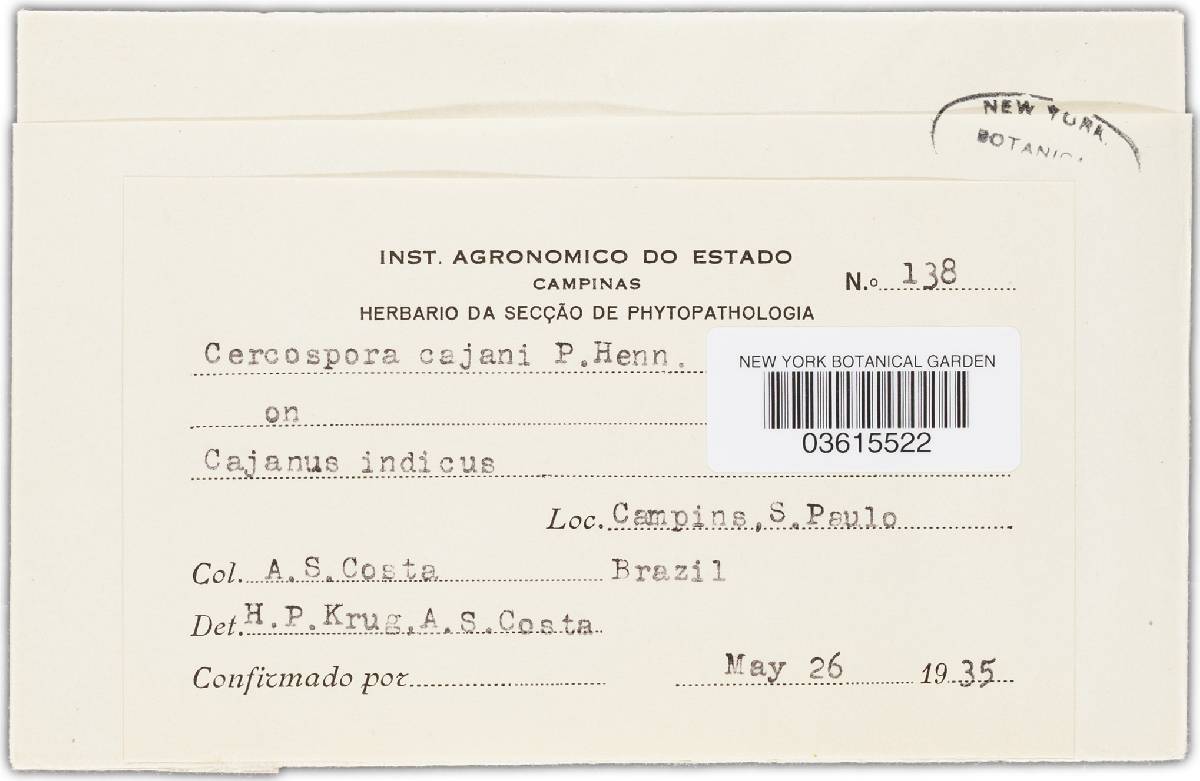 NEW YORK
INST. AGRONOMICO DO ESTADO
CAMPINAS
N.o 138
HERBARIO DA SECÇÃO DE PHYTOPATHOLOGIA
Cercospora cajani P.Henn.
NEW YORK BOTANICAL GARDEN
03615522
on
Cajanus indicus
Loc. Campins, S.Paulo
Col. A.S.Costa Brazil
Det. H.P.Krug, A.S.Costa
Confirmado por
May 26 1935